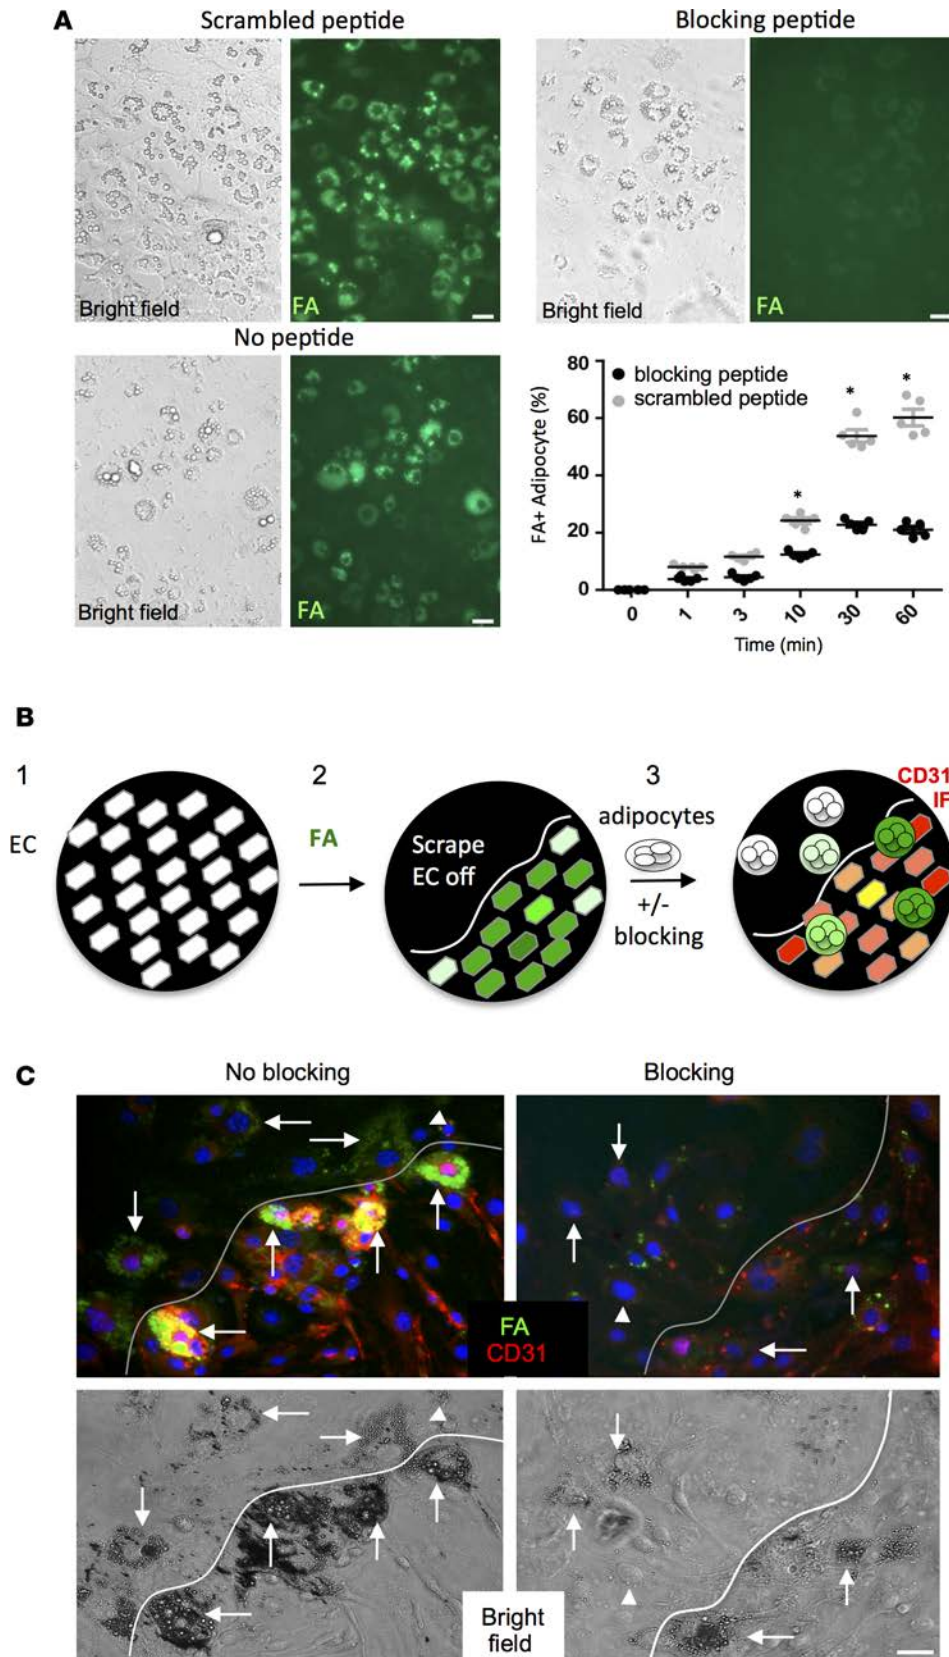 A
Scrambled peptide
Blocking peptide
Bright field
FA
Bright field
FA
No peptide
Bright field
FA
FA+ Adipocyte (%)
80
60
40
20
0
blocking peptide
scrambled peptide
*
*
*
0
1
3
10
30
60
Time (min)
B
1
2
3
EC
FA
Scrape
EC off
adipocytes
+/-
blocking
CD31
IF
C
No blocking
Blocking
FA
CD31
Bright
field